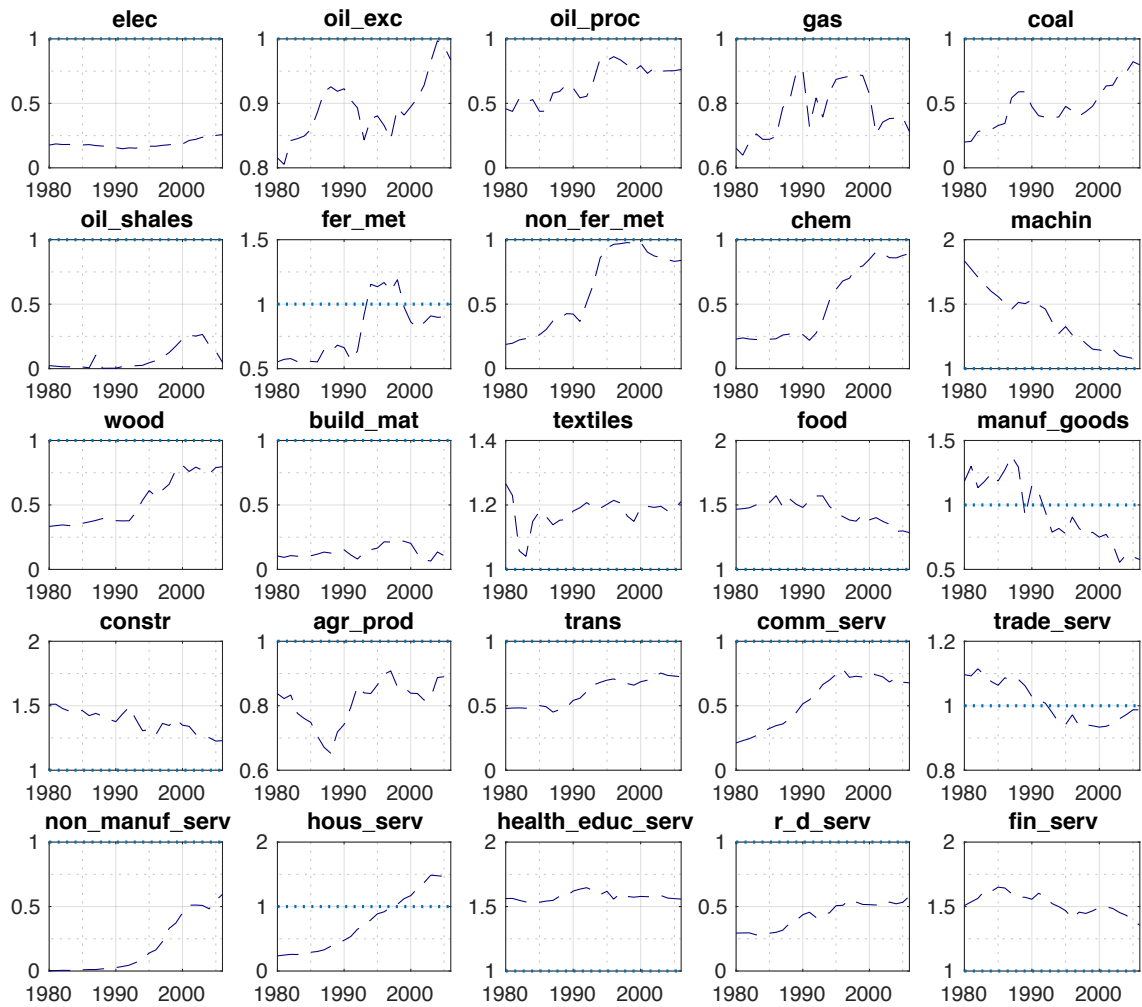 elec
oil_exc
oil_proc
gas
coal
1
0.5
0
1980 1990 2000
1
0.9
0.8
1980 1990 2000
1
0.5
0
1980 1990 2000
1
0.8
0.6
1980 1990 2000
1
0.5
0
1980 1990 2000
oil_shales
fer_met
non_fer_met
chem
machin
1
0.5
0
1980 1990 2000
1.5
1
0.5
1980 1990 2000
1
0.5
0
1980 1990 2000
1
0.5
0
1980 1990 2000
2
1.5
1
1980 1990 2000
wood
build_mat
textiles
food
manuf_goods
1
0.5
0
1980 1990 2000
1
0.5
0
1980 1990 2000
1.4
1.2
1
1980 1990 2000
2
1.5
1
1980 1990 2000
1.5
1
0.5
1980 1990 2000
constr
agr_prod
trans
comm_serv
trade_serv
2
1.5
1
1980 1990 2000
1
0.8
0.6
1980 1990 2000
1
0.5
0
1980 1990 2000
1
0.5
0
1980 1990 2000
1.2
1
0.8
1980 1990 2000
non_manuf_serv
hous_serv
health_educ_serv
r_d_serv
fin_serv
1
0.5
0
1980 1990 2000
2
1
0
1980 1990 2000
2
1.5
1
1980 1990 2000
1
0.5
0
1980 1990 2000
2
1.5
1
1980 1990 2000